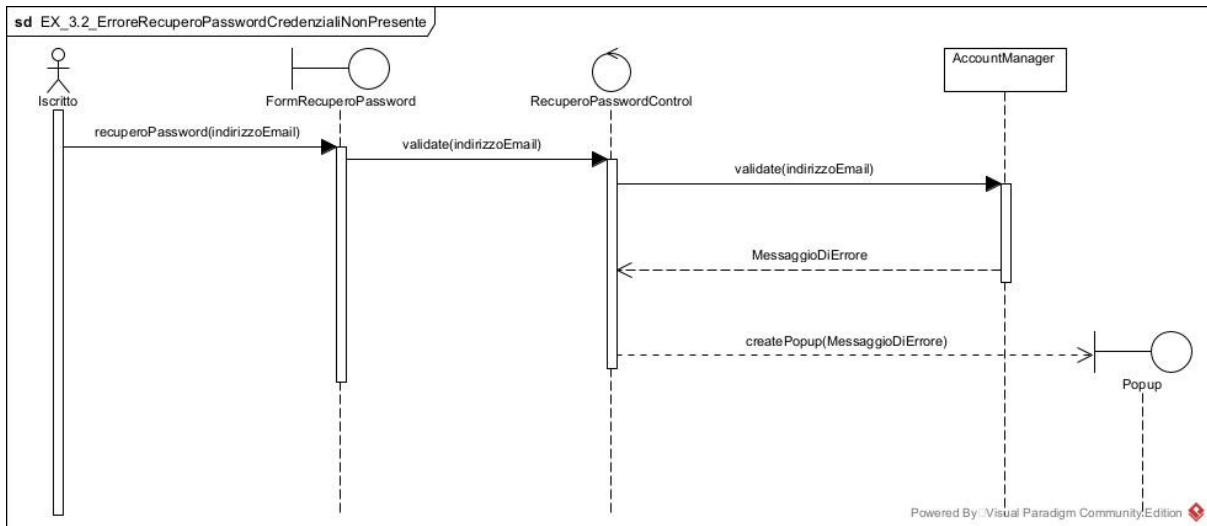 sd EX_3.2_ErroreRecuperoPasswordCredenzialiNonPresente
AccountManager
Iscritto
FormRecuperoPassword
RecuperoPasswordControl
recuperoPassword(indirizzoEmail)
validate(indirizzoEmail)
validate(indirizzoEmail)
MessaggioDiErrore
createPopup(MessaggioDiErrore)
Popup
Powered By Visual Paradigm Community Edition